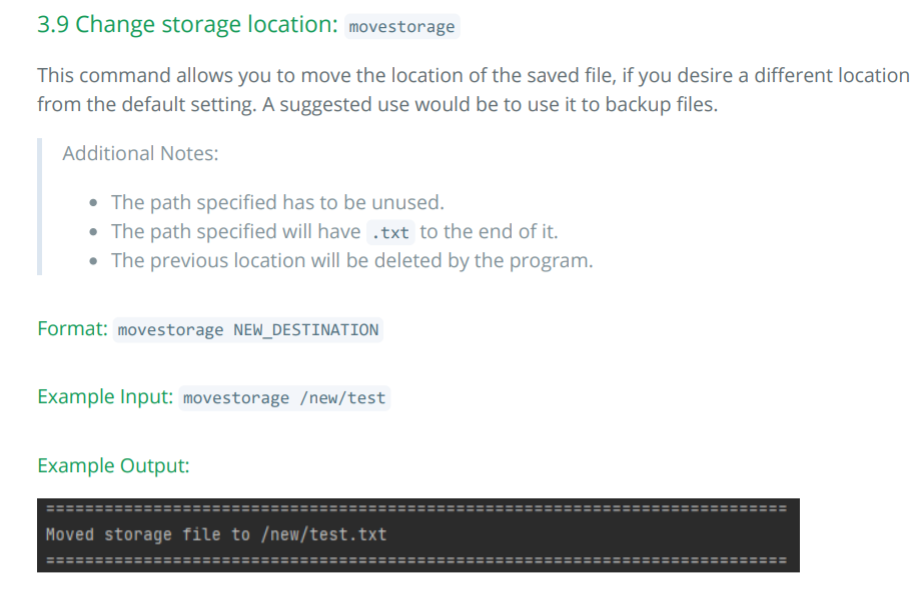 3.9 Change storage location: movestorage
This command allows you to move the location of the saved file, if you desire a different location
from the default setting. A suggested use would be to use it to backup files.
Additional Notes:
• The path specified has to be unused.
• The path specified will have .txt to the end of it.
• The previous location will be deleted by the program.
Format: movestorage NEW_DESTINATION
Example Input: movestorage /new/test
Example Output:
============================================================================
Moved storage file to /new/test.txt
============================================================================